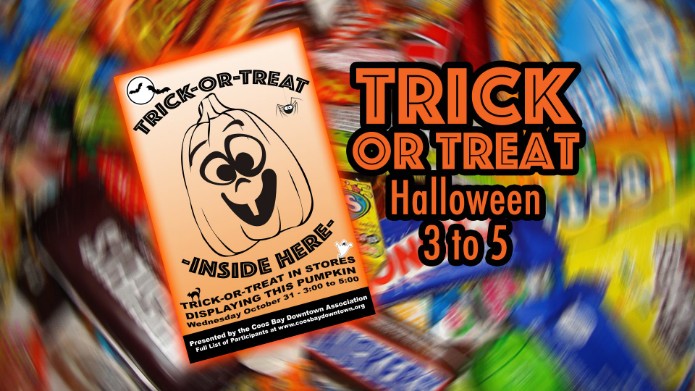 TRICK-OR-TREAT
-INSIDE HERE-
TRICK-OR-TREAT IN STORES
DISPLAYING THIS PUMPKIN
Wednesday October 31 - 3:00 to 5:00
Presented by the Coos Bay Downtown Association
Full List of Participants at www.coosbaydowntown.org
TRICK
OR TREAT
Halloween
3 to 5